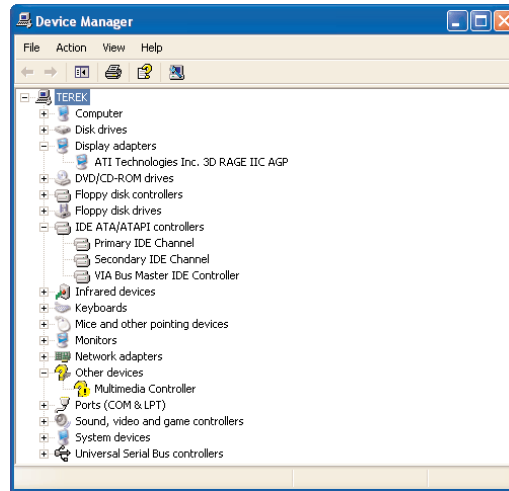 Device Manager
File Action View Help
TEREK
Computer
Disk drives
Display adapters
ATI Technologies Inc. 3D RAGE IIC AGP
DVD/CD-ROM drives
Floppy disk controllers
Floppy disk drives
IDE ATA/ATAPI controllers
Primary IDE Channel
Secondary IDE Channel
VIA Bus Master IDE Controller
Infrared devices
Keyboards
Mice and other pointing devices
Monitors
Network adapters
Other devices
Multimedia Controller
Ports (COM & LPT)
Sound, video and game controllers
System devices
Universal Serial Bus controllers